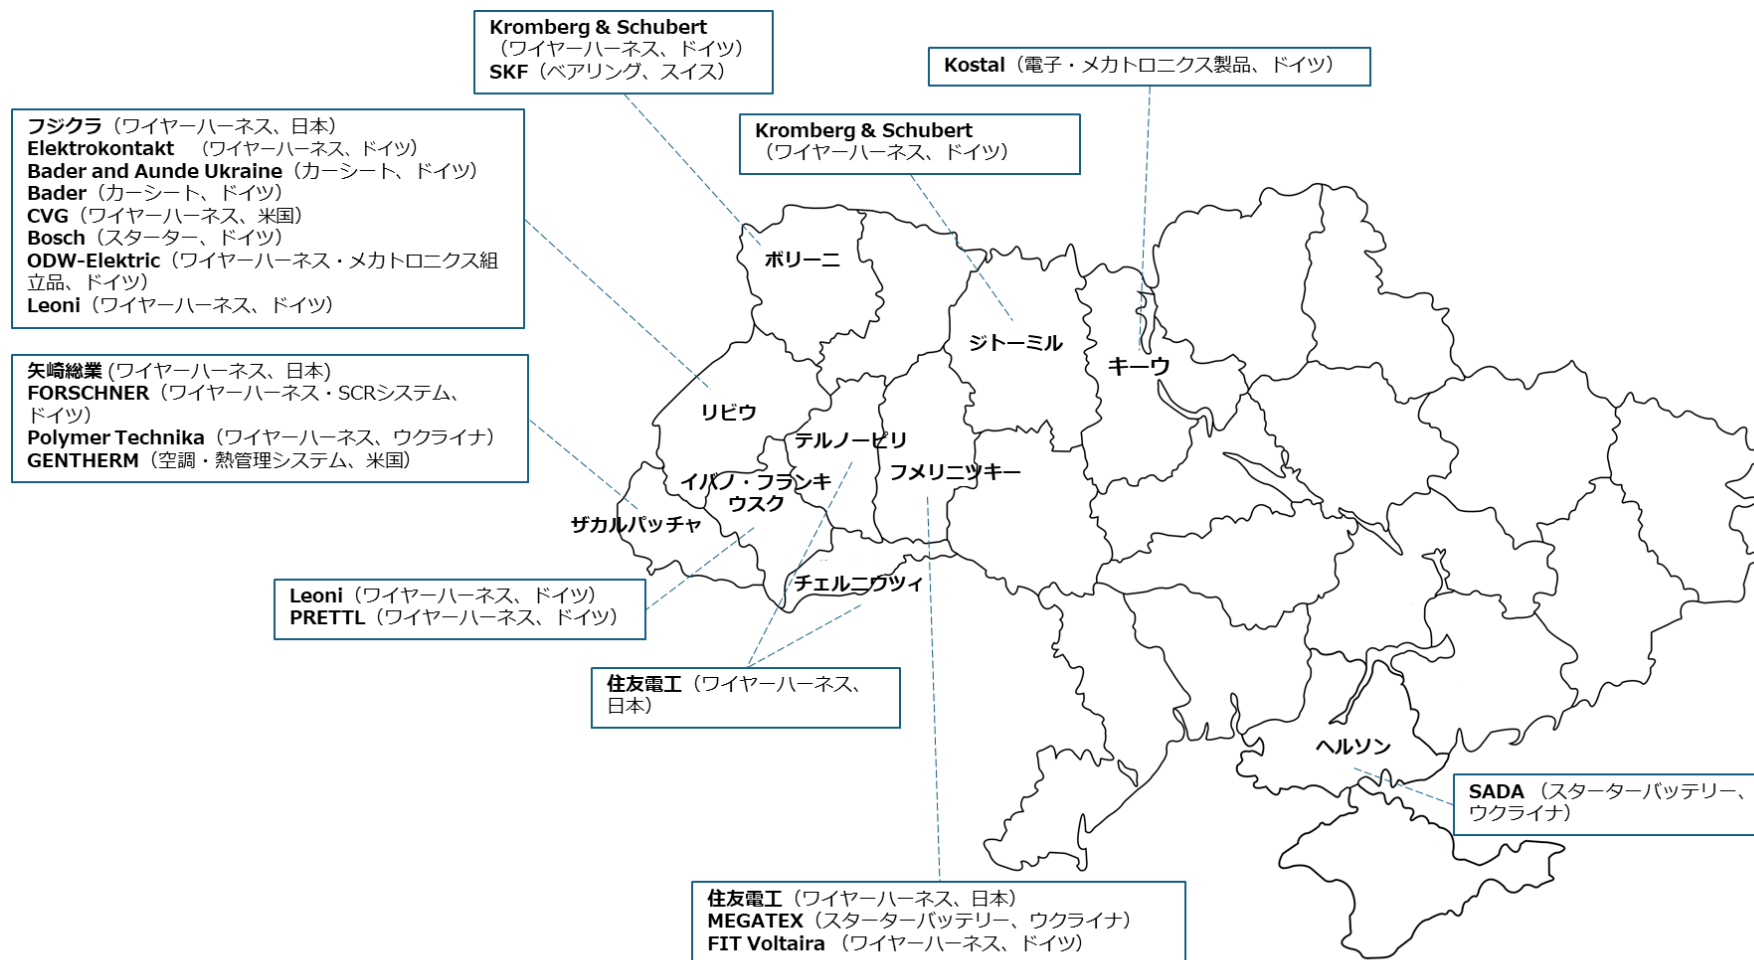 Kromberg & Schubert
（ワイヤーハーネス、ドイツ）
SKF（ベアリング、スイス）
Kostal（電子・メカトロニクス製品、ドイツ）
フジクラ（ワイヤーハーネス、日本）
Elektrokontakt （ワイヤーハーネス、ドイツ）
Bader and Aunde Ukraine（カーシート、ドイツ）
Bader（カーシート、ドイツ）
CVG（ワイヤーハーネス、米国）
Bosch（スターター、ドイツ）
ODW-Elektric（ワイヤーハーネス・メカトロニクス組
立品、ドイツ）
Leoni（ワイヤーハーネス、ドイツ）
Kromberg & Schubert
（ワイヤーハーネス、ドイツ）
ボリーニ
ジトーミル
キーウ
矢崎総業 (ワイヤーハーネス、日本)
FORSCHNER（ワイヤーハーネス・SCRシステム、
ドイツ）
Polymer Technika（ワイヤーハーネス、ウクライナ）
GENTHERM（空調・熱管理システム、米国）
リビウ
テルノーピリ
フメリニツキー
イバノ・フランキ
ウスク
ザカルパッチャ
チェルニウツィ
Leoni（ワイヤーハーネス、ドイツ）
PRETTL（ワイヤーハーネス、ドイツ）
住友電工（ワイヤーハーネス、
日本）
ヘルソン
SADA （スターターバッテリー、
ウクライナ）
住友電工（ワイヤーハーネス、日本）
MEGATEX（スターターバッテリー、ウクライナ）
FIT Voltaira （ワイヤーハーネス、ドイツ）